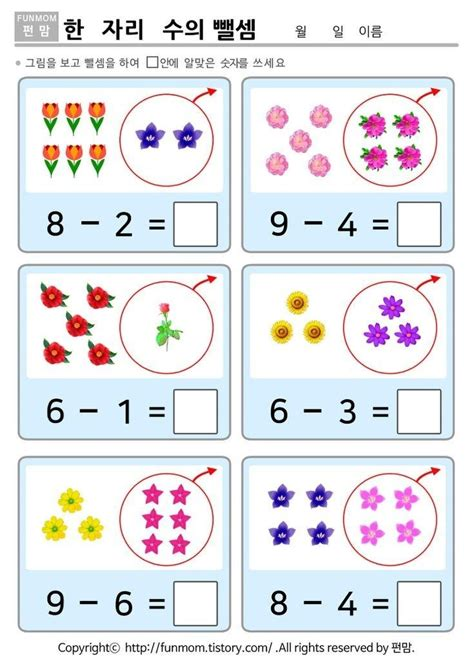 FUNMOM
펀 맘
한 자리 수의 뺄셈
월 일 이름
그림을 보고 뺄셈을 하여 □안에 알맞은 숫자를 쓰세요
8 − 2 = □
9 − 4 = □
6 − 1 = □
6 − 3 = □
9 − 6 = □
8 − 4 = □
Copyrightⓒ http://funmom.tistory.com/ .All rights reserved by 펀맘.